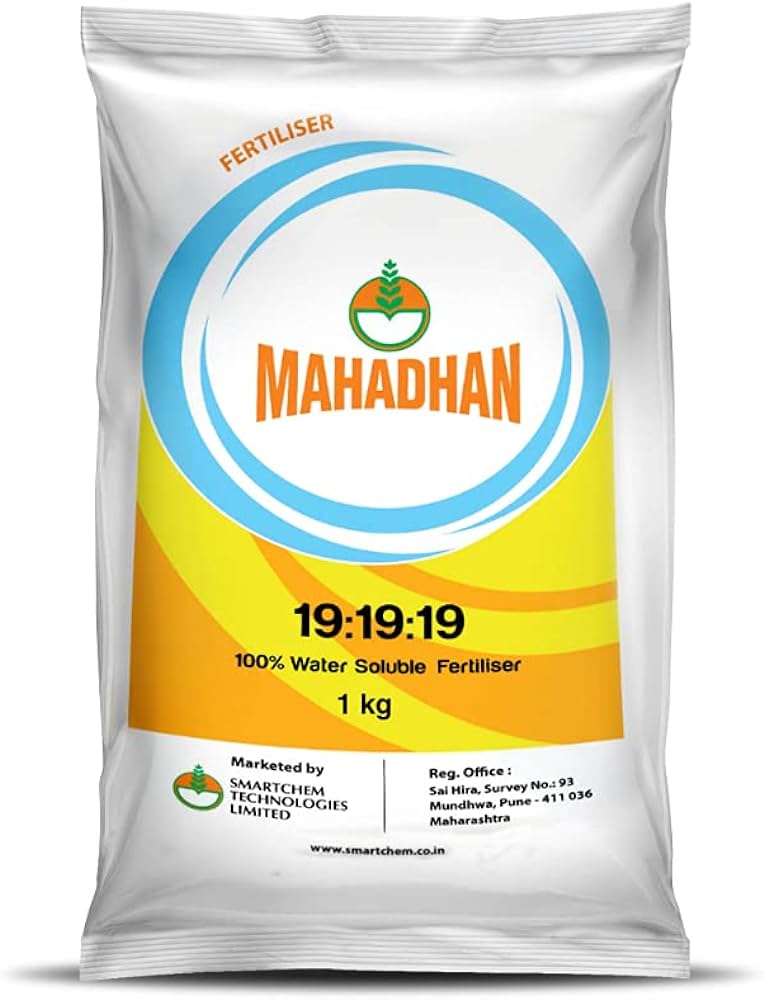 FERTILISER
MAHADHAN
19:19:19
100% Water Soluble Fertiliser
1 kg
Marketed by
SMARTCHEM
TECHNOLOGIES
LIMITED
Reg. Office :
Sai Hira, Survey No.: 93
Mundhwa, Pune - 411 036
Maharashtra
www.smartchem.co.in